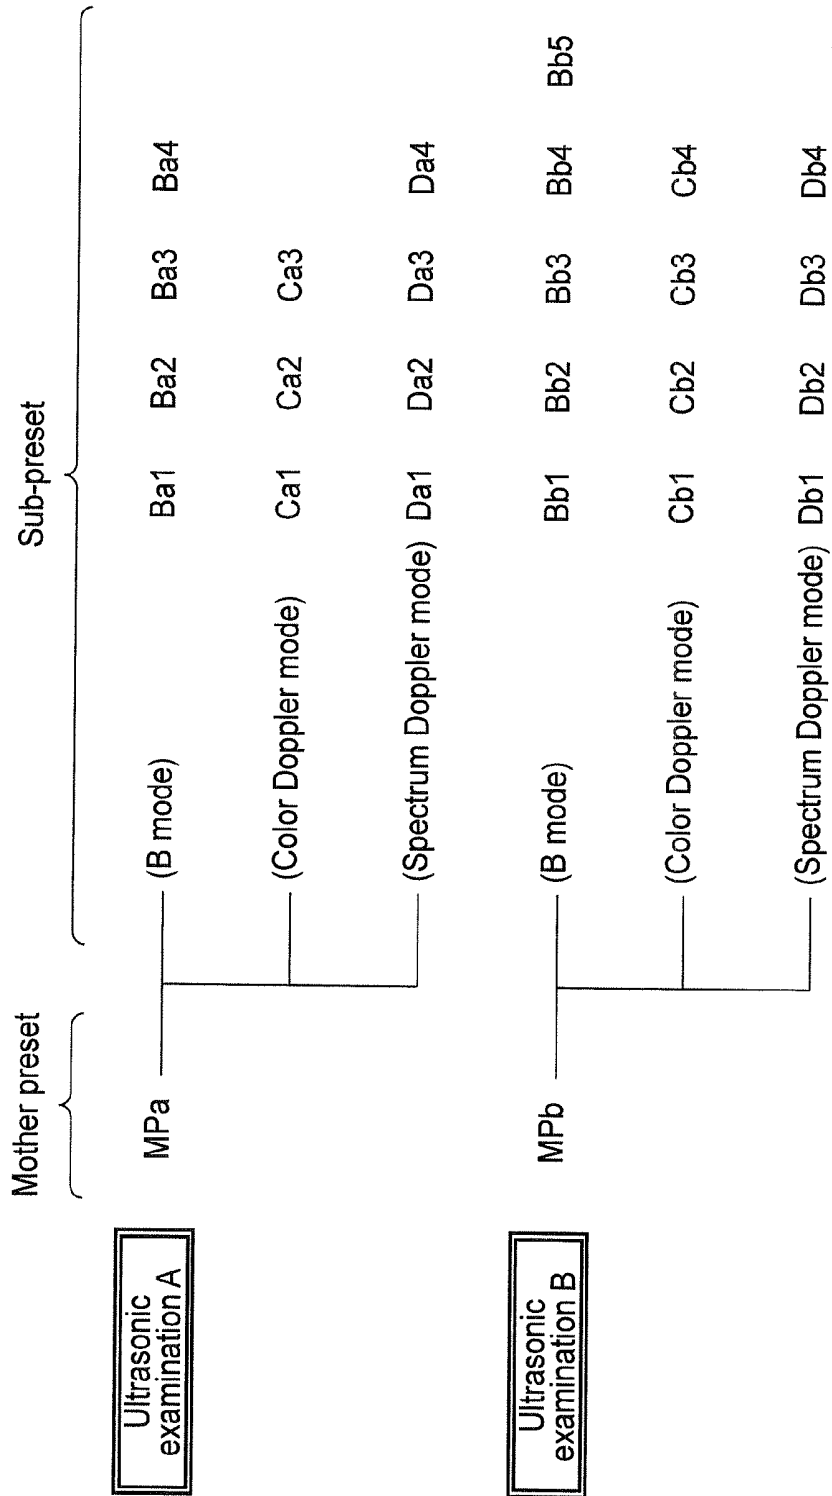 Mother preset
Sub-preset
Ultrasonic
examination A
MPa
(B mode) Ba1 Ba2 Ba3 Ba4
(Color Doppler mode) Ca1 Ca2 Ca3
(Spectrum Doppler mode) Da1 Da2 Da3 Da4
Ultrasonic
examination B
MPb
(B mode) Bb1 Bb2 Bb3 Bb4 Bb5
(Color Doppler mode) Cb1 Cb2 Cb3 Cb4
(Spectrum Doppler mode) Db1 Db2 Db3 Db4